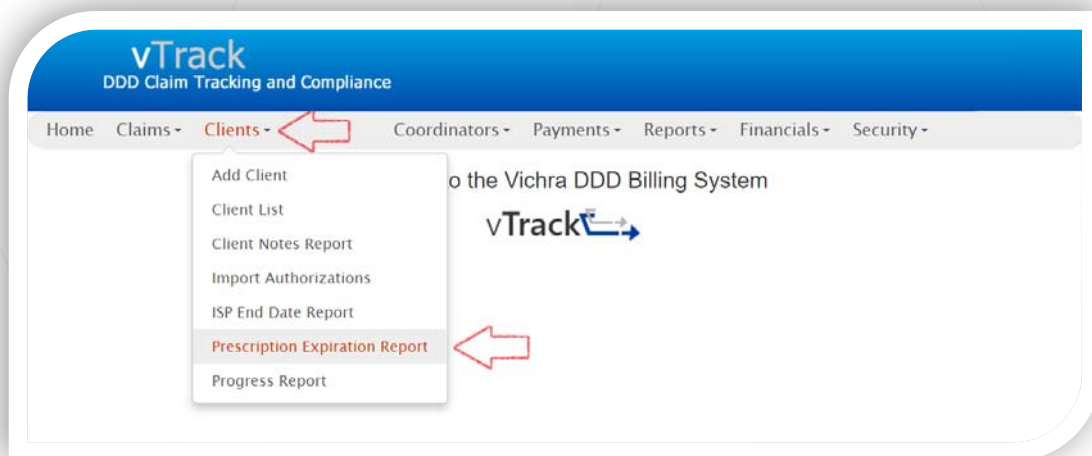 vTrack
DDD Claim Tracking and Compliance
Home Claims Clients Coordinators Payments Reports Financials Security
Add Client
o the Vichra DDD Billing System
Client List
vTrack
Client Notes Report
Import Authorizations
ISP End Date Report
Prescription Expiration Report
Progress Report